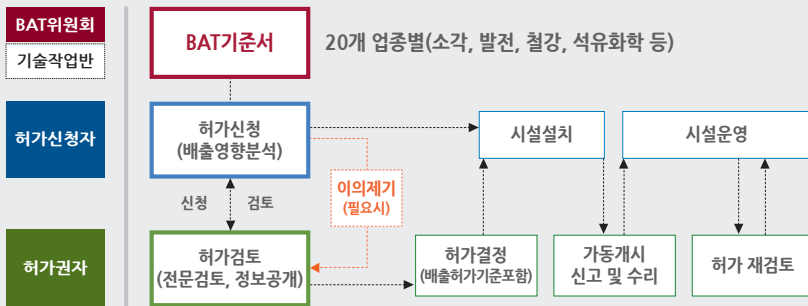 BAT위원회
기술작업반
BAT기준서
20개 업종별(소각, 발전, 철강, 석유화학 등)
허가신청자
허가신청
(배출영향분석)
시설설치
시설운영
신청
검토
이의제기
(필요시)
허가권자
허가검토
(전문검토, 정보공개)
허가결정
(배출허가기준포함)
가동개시
신고 및 수리
허가 재검토